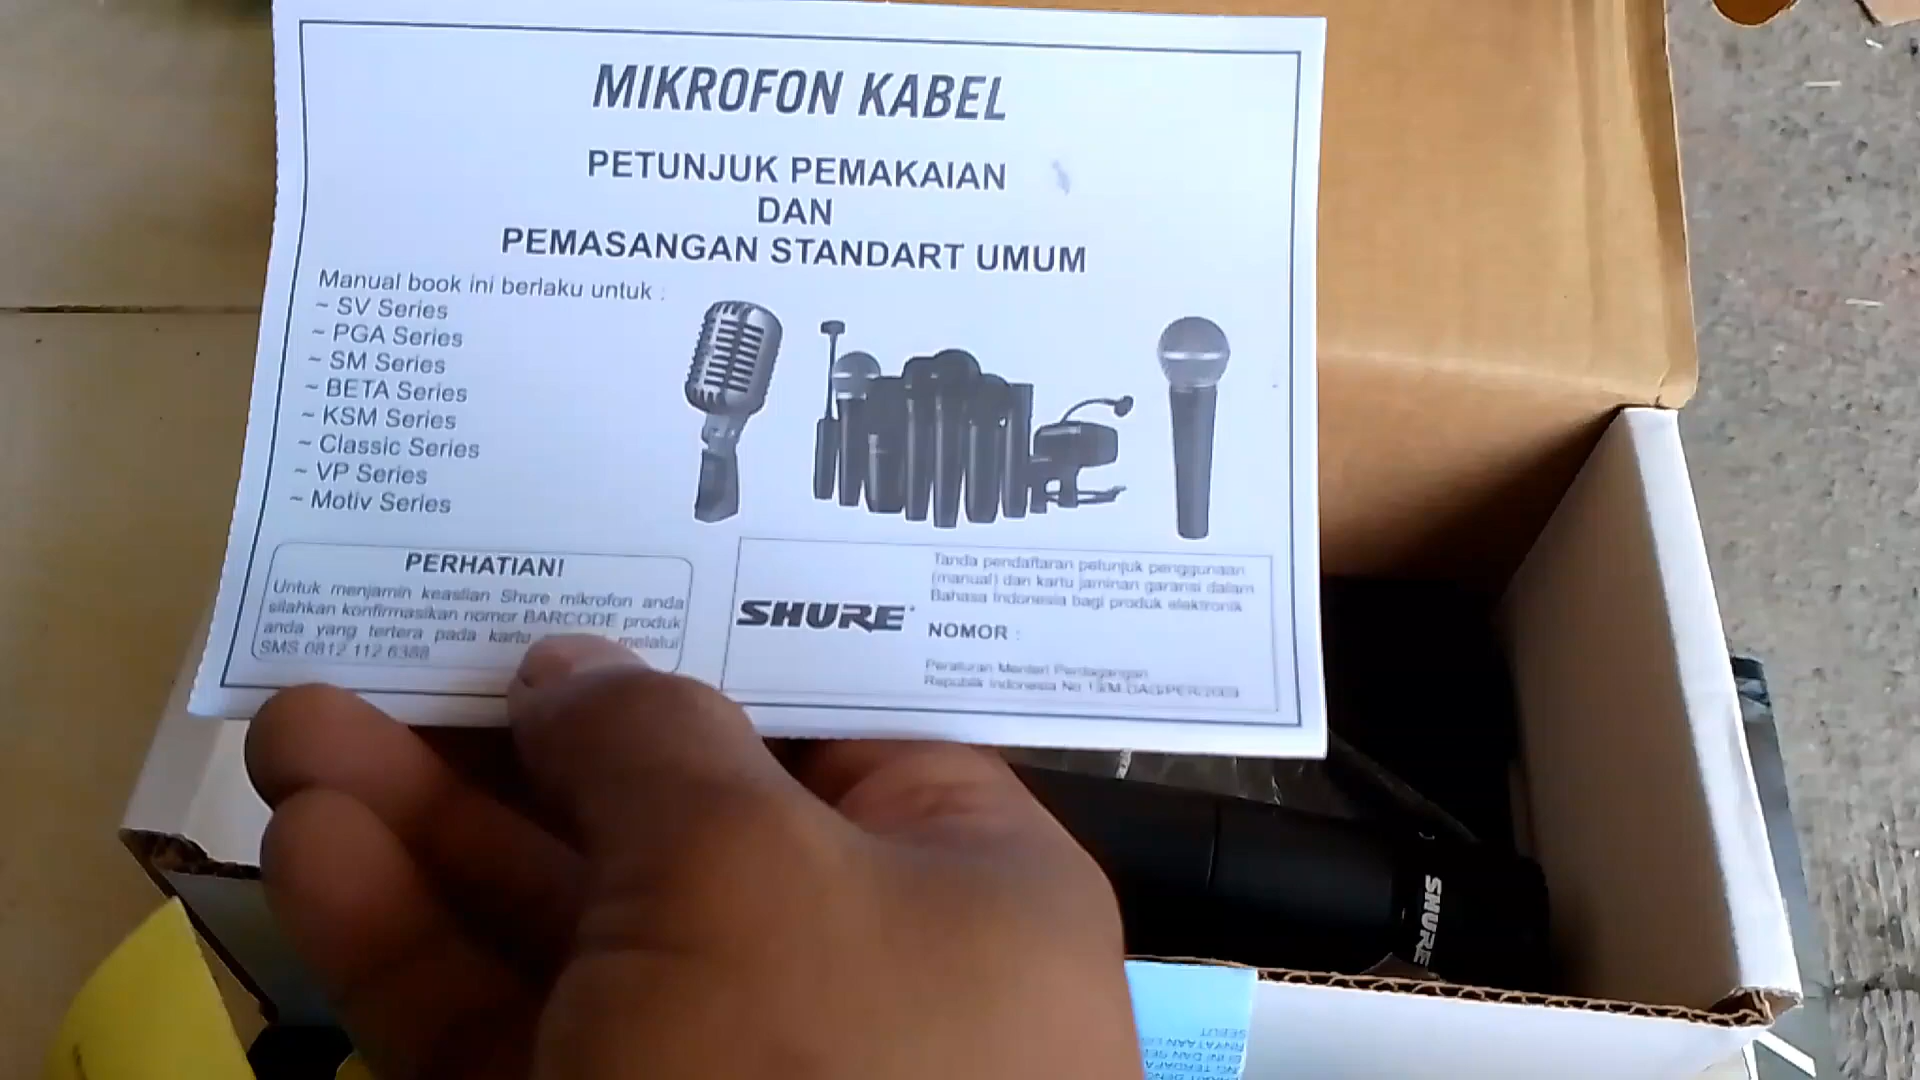 MIKROFON KABEL
PETUNJUK PEMAKAIAN
DAN
PEMASANGAN STANDART UMUM
Manual book ini berlaku untuk :
~ SV Series
~ PGA Series
~ SM Series
~ BETA Series
~ KSM Series
~ Classic Series
~ VP Series
~ Motiv Series
PERHATIAN!
Untuk menjamin keaslian Shure mikrofon anda
silahkan konfirmasikan nomor BARCODE produk
anda yang tertera pada kartu melalui
SMS 0812 112 6388
SHURE
Tanda pendaftaran petunjuk penggunaan
(manual) dan kartu jaminan garansi dalam
Bahasa Indonesia bagi produk elektronik
NOMOR :
Peraturan Menteri Perdagangan
Republik Indonesia No
SHURE
SEBUT